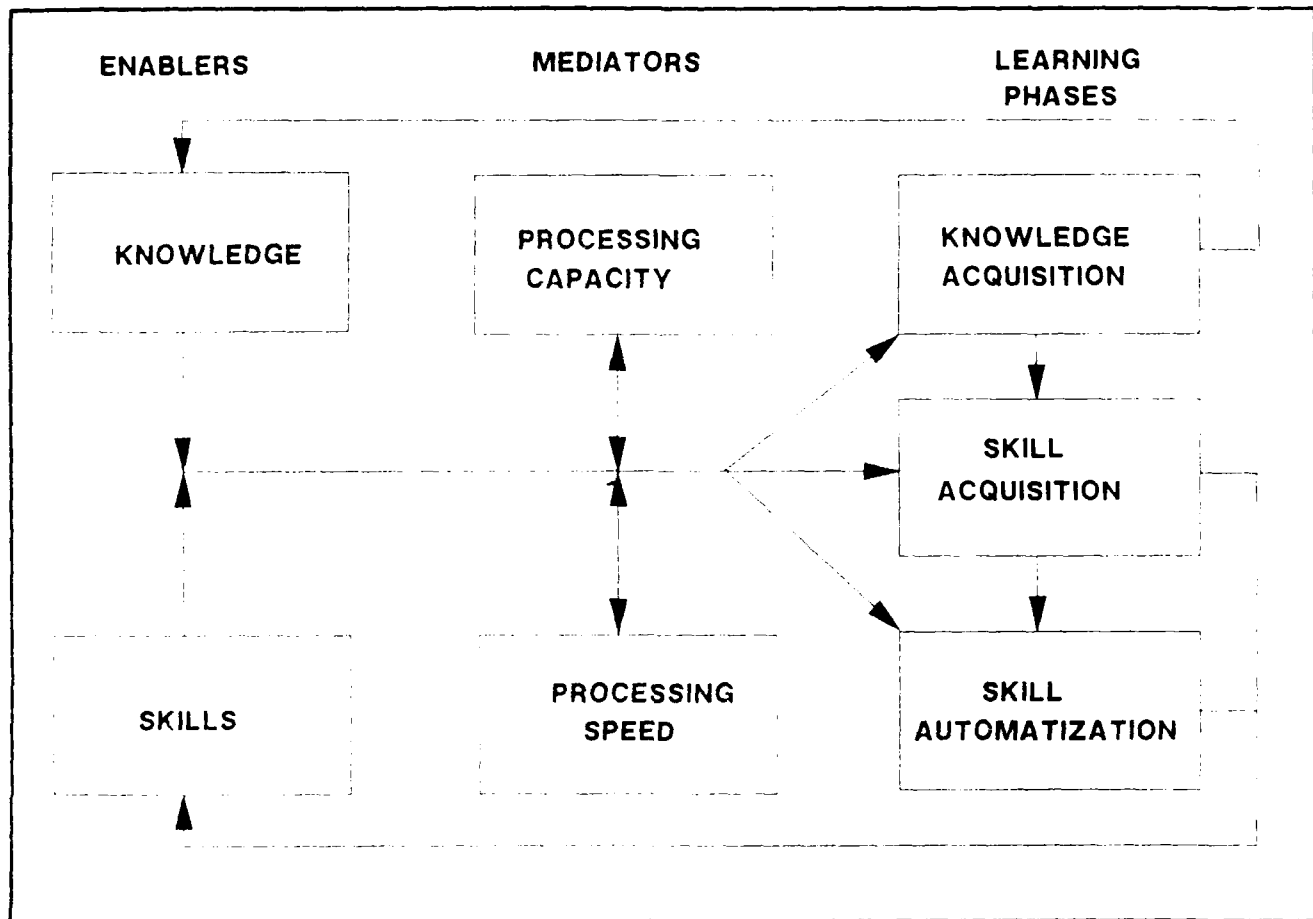 ENABLERS
MEDIATORS
LEARNING
PHASES
KNOWLEDGE
PROCESSING
CAPACITY
KNOWLEDGE
ACQUISITION
SKILL
ACQUISITION
SKILLS
PROCESSING
SPEED
SKILL
AUTOMATIZATION